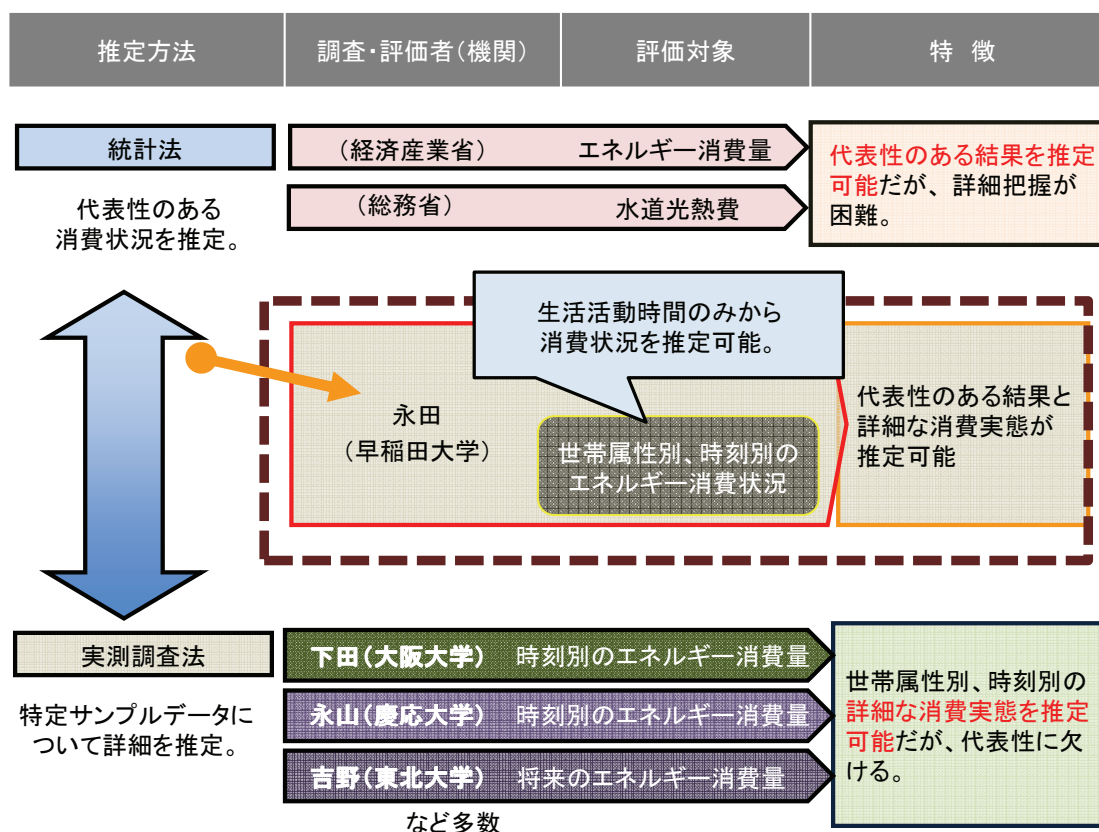 推定方法
調査・評価者(機関)
評価対象
特 徴
統計法
(経済産業省)
エネルギー消費量
代表性のある
消費状況を推定。
(総務省)
水道光熱費
代表性のある結果を推定
可能だが、詳細把握が
困難。
生活活動時間のみから
消費状況を推定可能。
永田
(早稲田大学)
世帯属性別、時刻別の
エネルギー消費状況
代表性のある結果と
詳細な消費実態が
推定可能
実測調査法
特定サンプルデータに
ついて詳細を推定。
下田(大阪大学)
時刻別のエネルギー消費量
永山(慶応大学)
時刻別のエネルギー消費量
吉野(東北大学)
将来のエネルギー消費量
など多数
世帯属性別、時刻別の
詳細な消費実態を推定
可能だが、代表性に欠
ける。